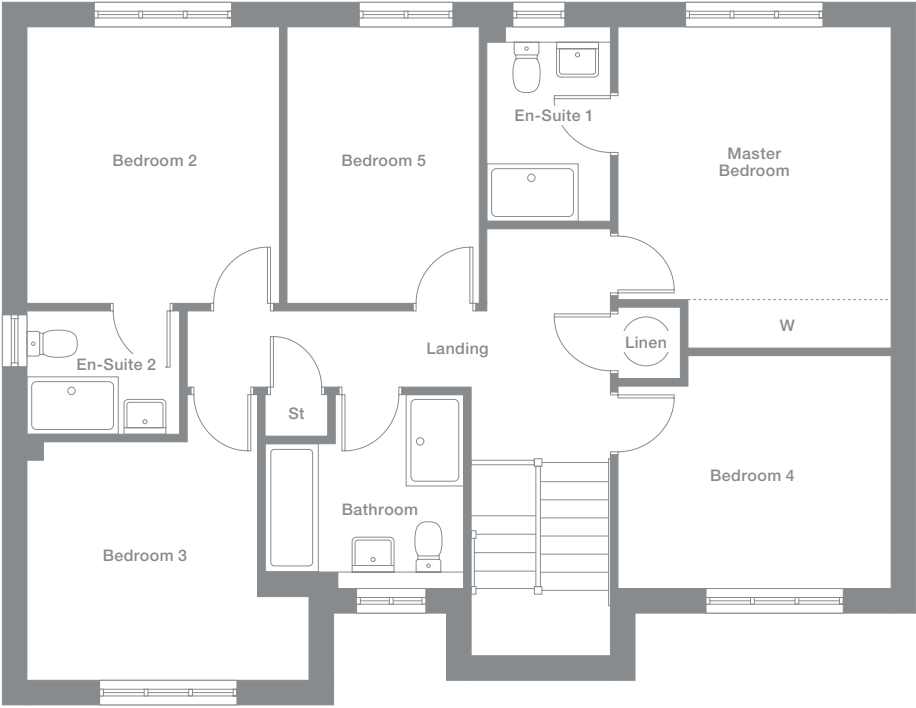 En-Suite 1
Bedroom 2
Bedroom 5
Master
Bedroom
W
Linen
Landing
En-Suite 2
St
Bedroom 4
Bathroom
Bedroom 3